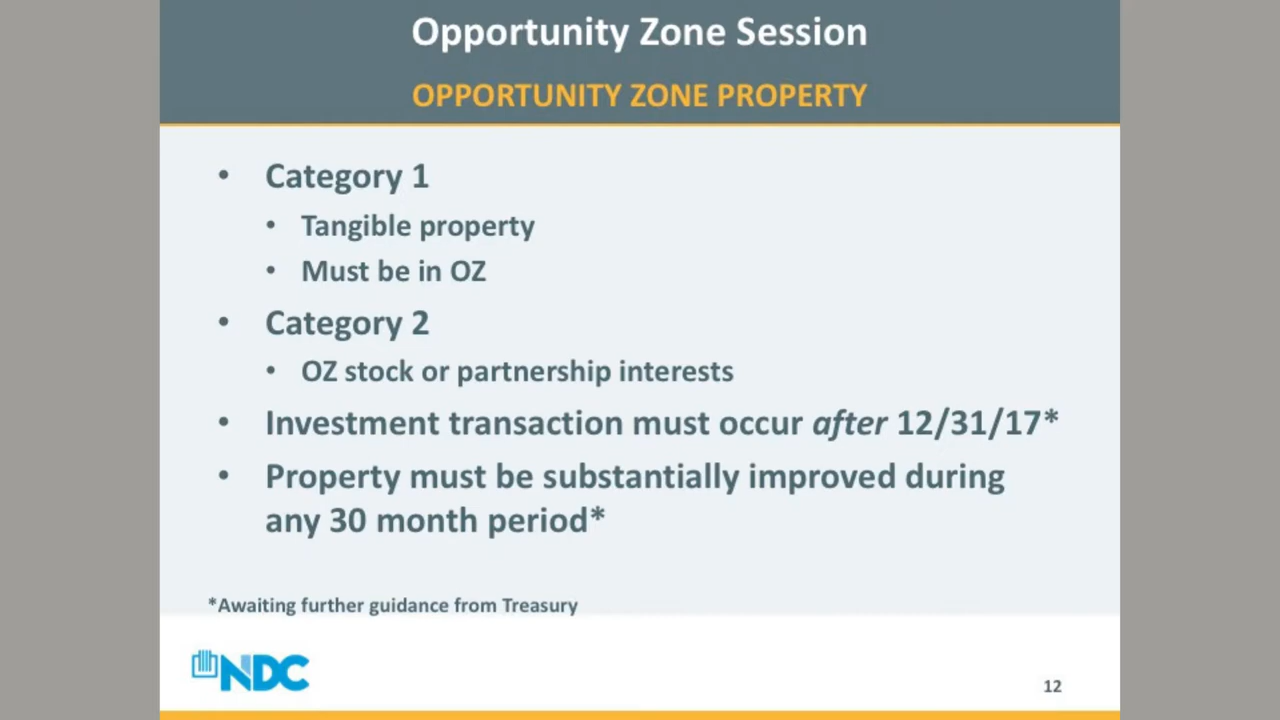 Opportunity Zone Session
OPPORTUNITY ZONE PROPERTY
• Category 1
• Tangible property
• Must be in OZ
• Category 2
• OZ stock or partnership interests
• Investment transaction must occur after 12/31/17*
• Property must be substantially improved during
any 30 month period*
*Awaiting further guidance from Treasury
NDC
12